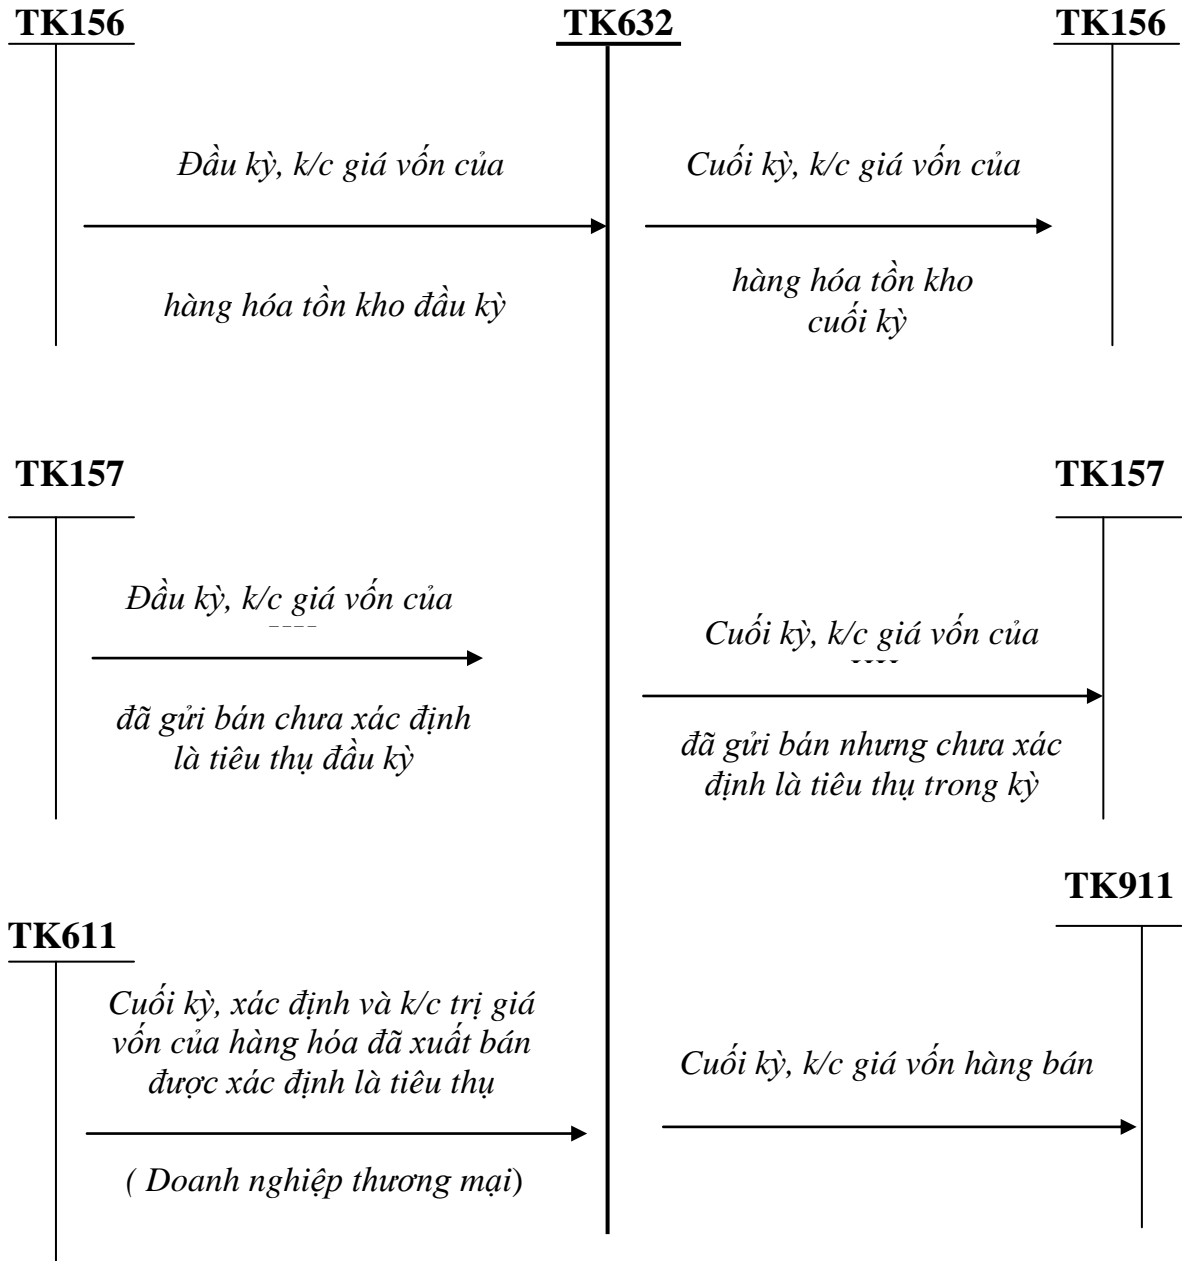 TK156
TK632
TK156
Đầu kỳ, k/c giá vốn của
hàng hóa tồn kho đầu kỳ
Cuối kỳ, k/c giá vốn của
hàng hóa tồn kho
cuối kỳ
TK157
TK157
Đầu kỳ, k/c giá vốn của
đã gửi bán chưa xác định
là tiêu thụ đầu kỳ
Cuối kỳ, k/c giá vốn của
đã gửi bán nhưng chưa xác
định là tiêu thụ trong kỳ
TK611
TK911
Cuối kỳ, xác định và k/c trị giá
vốn của hàng hóa đã xuất bán
được xác định là tiêu thụ
( Doanh nghiệp thương mại)
Cuối kỳ, k/c giá vốn hàng bán